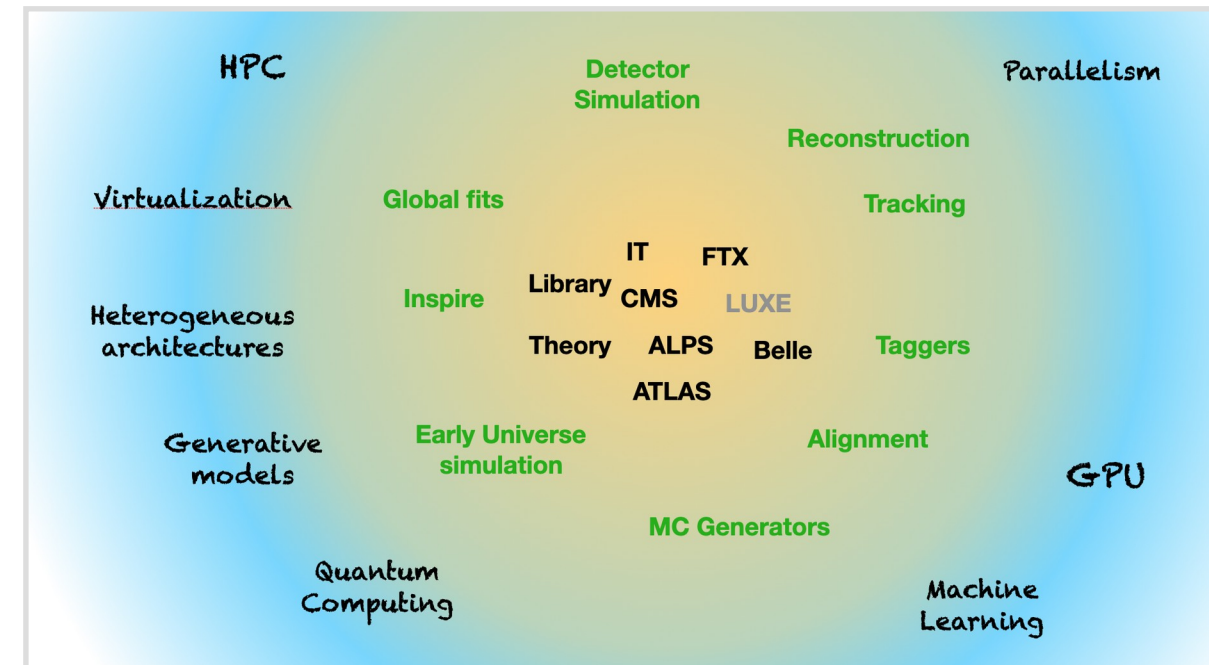 HPC
Detector
Simulation
Parallelism
Reconstruction
Virtualization
Global fits
Tracking
IT
FTX
Library
Inspire
CMS
LUXE
Heterogeneous
architectures
Theory
ALPS
Belle
Taggers
ATLAS
Generative
models
Early Universe
simulation
Alignment
GPU
MC Generators
Quantum
Computing
Machine
Learning